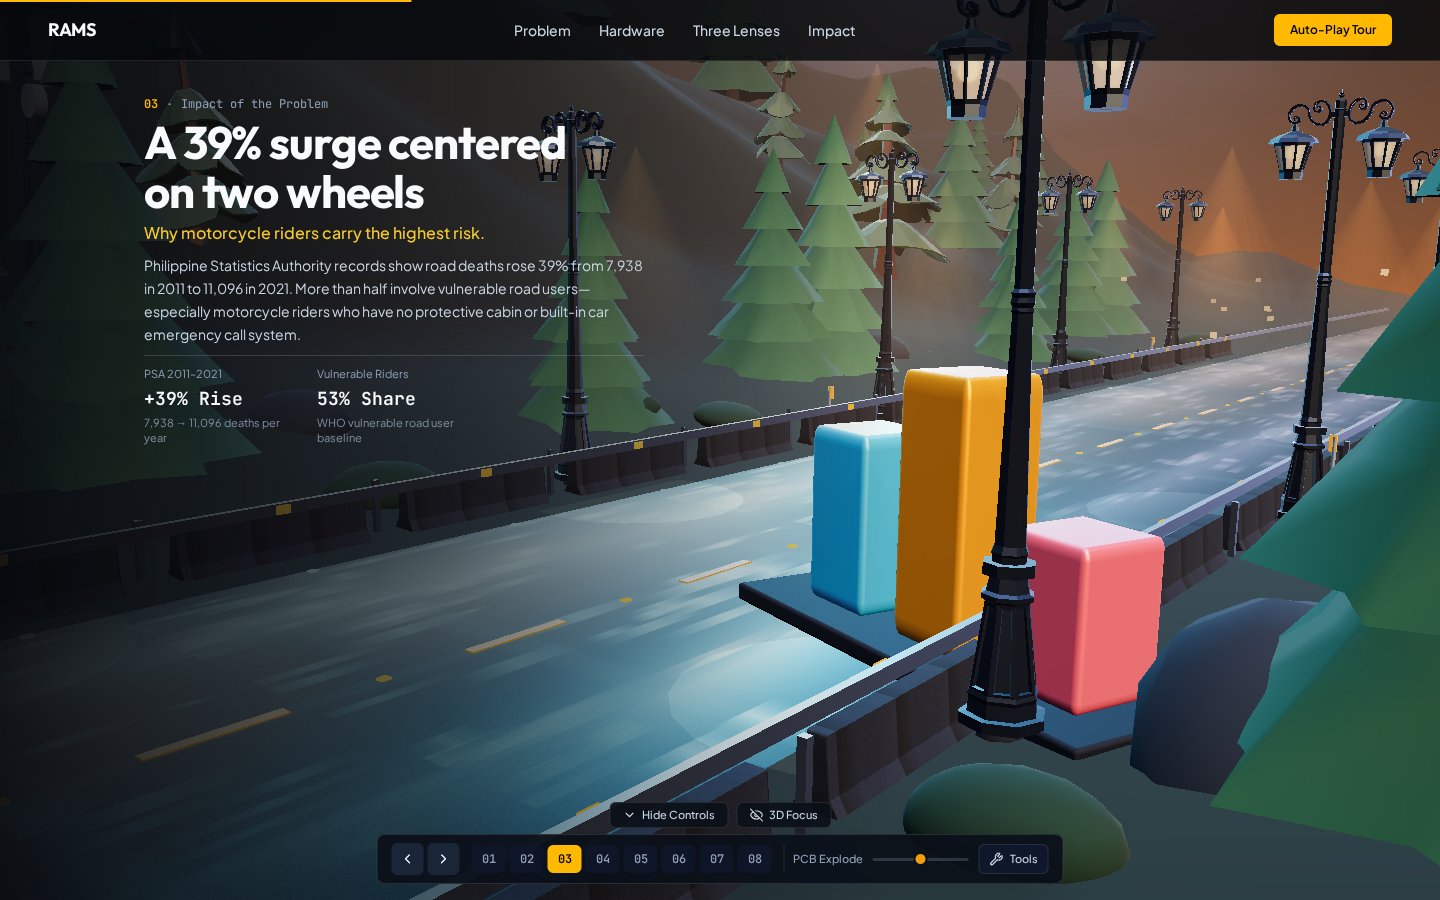 RAMS
Problem
Hardware
Three Lenses
Impact
Auto-Play Tour
03 · Impact of the Problem
A 39% surge centered
on two wheels
Why motorcycle riders carry the highest risk.
Philippine Statistics Authority records show road deaths rose 39% from 7,938
in 2011 to 11,096 in 2021. More than half involve vulnerable road users—
especially motorcycle riders who have no protective cabin or built-in car
emergency call system.
PSA 2011–2021
+39% Rise
7,938 → 11,096 deaths per
year
Vulnerable Riders
53% Share
WHO vulnerable road user
baseline
Hide Controls
3D Focus
01
02
03
04
05
06
07
08
PCB Explode
Tools